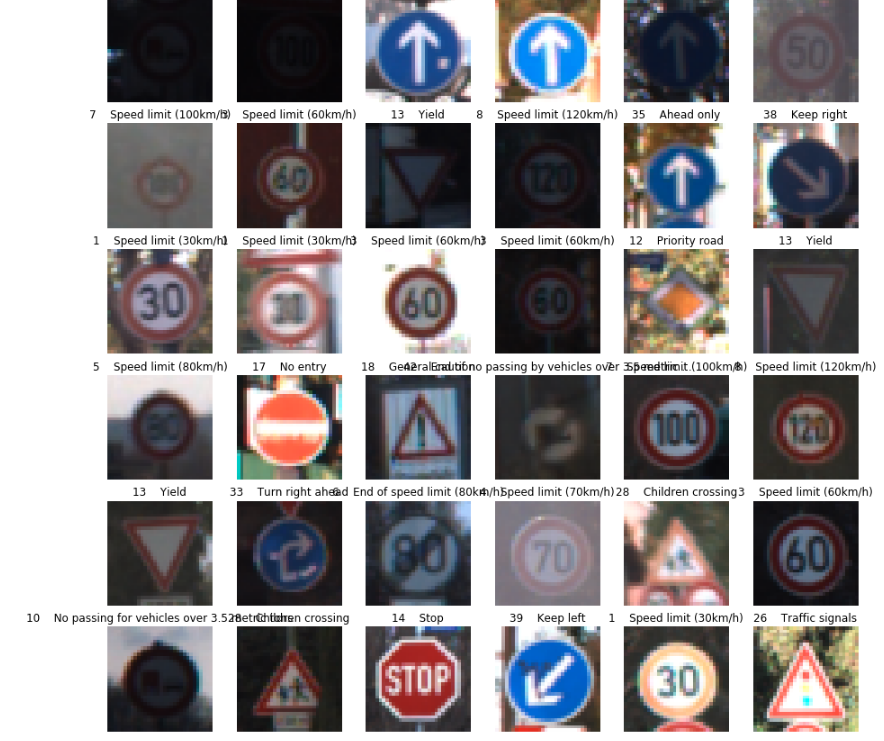 100
50
7 Speed limit (100km/h) 3 Speed limit (60km/h) 13 Yield 8 Speed limit (120km/h) 35 Ahead only 38 Keep right
100 60 120
1 Speed limit (30km/h) 1 Speed limit (30km/h) 3 Speed limit (60km/h) 3 Speed limit (60km/h) 12 Priority road 13 Yield
30 30 60 60
5 Speed limit (80km/h) 17 No entry 18 General caution 42 End of no passing by vehicles over 3.5 metric ... 7 Speed limit (100km/h) 8 Speed limit (120km/h)
80 100 120
13 Yield 33 Turn right ahead 6 End of speed limit (80km/h) 4 Speed limit (70km/h) 28 Children crossing 3 Speed limit (60km/h)
80 70 60
10 No passing for vehicles over 3.5 metric tons 28 Children crossing 14 Stop 39 Keep left 1 Speed limit (30km/h) 26 Traffic signals
STOP 30